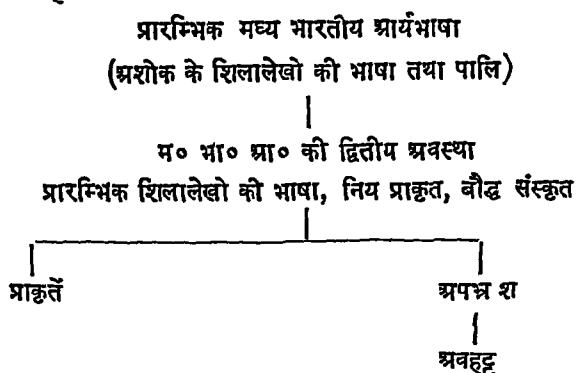 प्रारम्भिक मध्य भारतीय आर्यभाषा
(अशोक के शिलालेखो की भाषा तथा पालि)
म० भा० आ० की द्वितीय अवस्था
प्रारम्भिक शिलालेखो की भाषा, निय प्राकृत, बौद्ध संस्कृत
प्राकृतें अपभ्र श
अवहट्ट